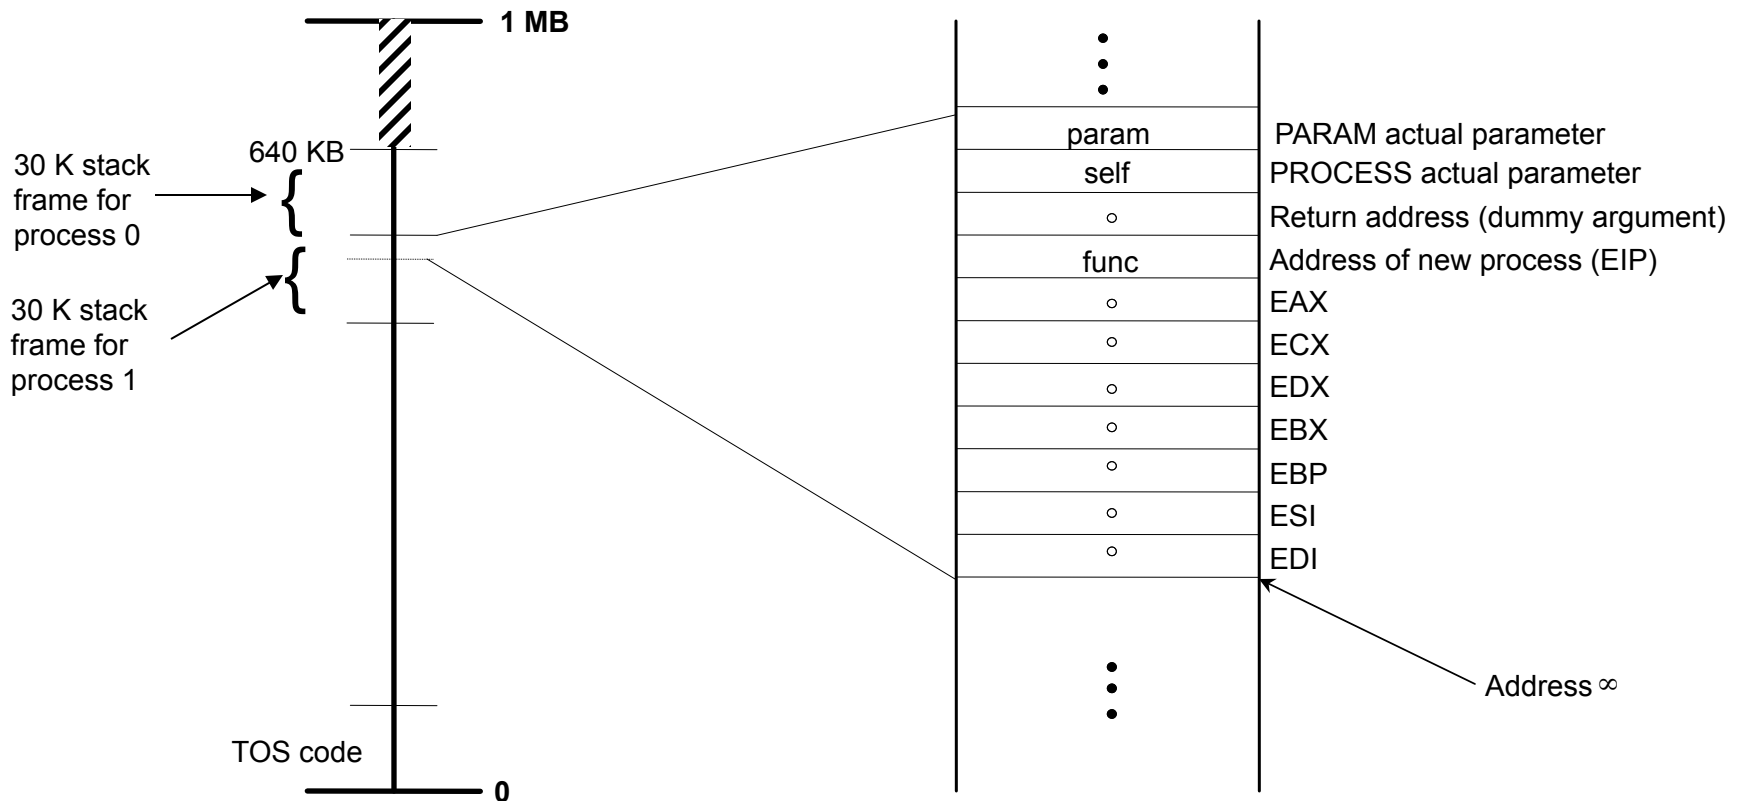 1 MB
640 KB
30 K stack
frame for
process 0
30 K stack
frame for
process 1
TOS code
0
param
PARAM actual parameter
self
PROCESS actual parameter
Return address (dummy argument)
func
Address of new process (EIP)
EAX
ECX
EDX
EBX
EBP
ESI
EDI
Address ∞